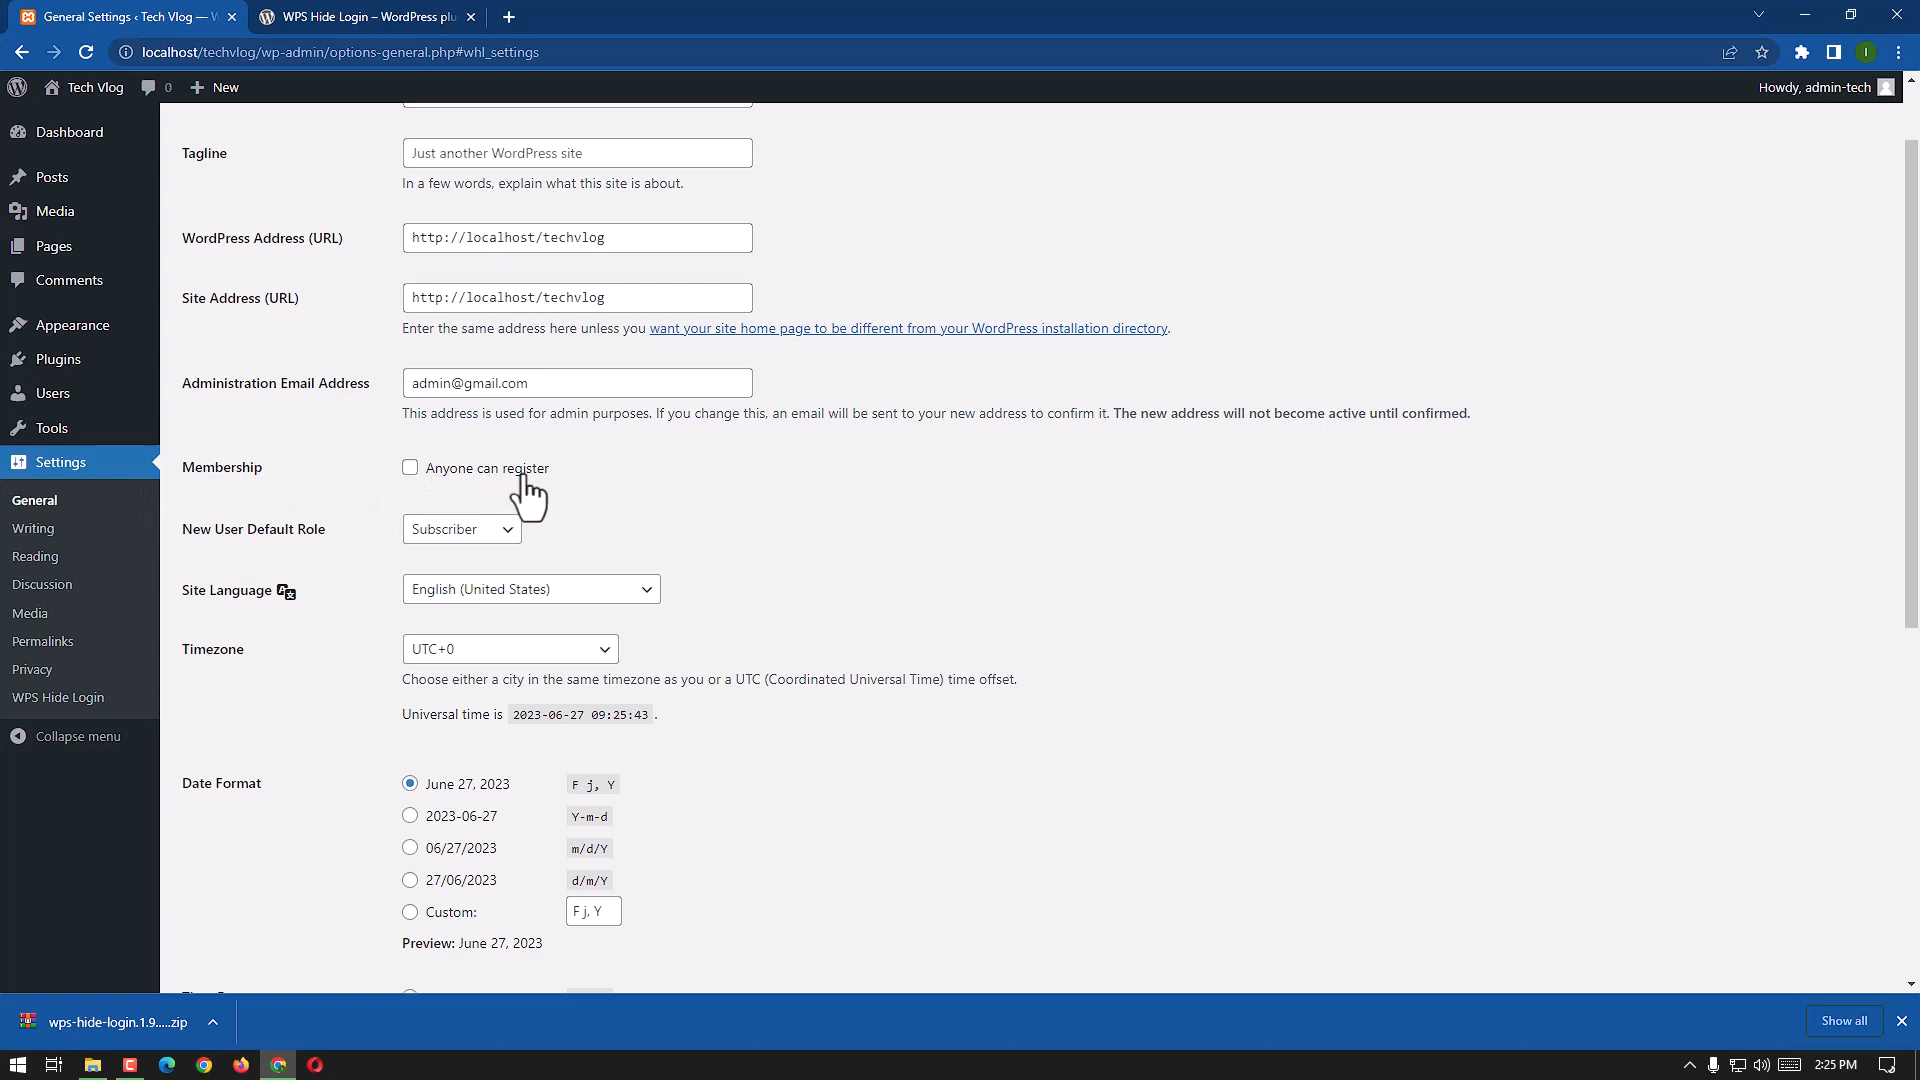 General Settings ‹ Tech Vlog — W
WPS Hide Login – WordPress plu
localhost/techvlog/wp-admin/options-general.php#whl_settings
I
Tech Vlog
0
New
Howdy, admin-tech
Dashboard
Posts
Media
Pages
Comments
Appearance
Plugins
Users
Tools
Settings
General
Writing
Reading
Discussion
Media
Permalinks
Privacy
WPS Hide Login
Collapse menu
Tagline
Just another WordPress site
In a few words, explain what this site is about.
WordPress Address (URL)
http://localhost/techvlog
Site Address (URL)
http://localhost/techvlog
Enter the same address here unless you want your site home page to be different from your WordPress installation directory.
Administration Email Address
admin@gmail.com
This address is used for admin purposes. If you change this, an email will be sent to your new address to confirm it. The new address will not become active until confirmed.
Membership
Anyone can register
New User Default Role
Subscriber
Site Language
English (United States)
Timezone
UTC+0
Choose either a city in the same timezone as you or a UTC (Coordinated Universal Time) time offset.
Universal time is 2023-06-27 09:25:43 .
Date Format
June 27, 2023 F j, Y
2023-06-27 Y-m-d
06/27/2023 m/d/Y
27/06/2023 d/m/Y
Custom: F j, Y
Preview: June 27, 2023
wps-hide-login.1.9.....zip
Show all
2:25 PM